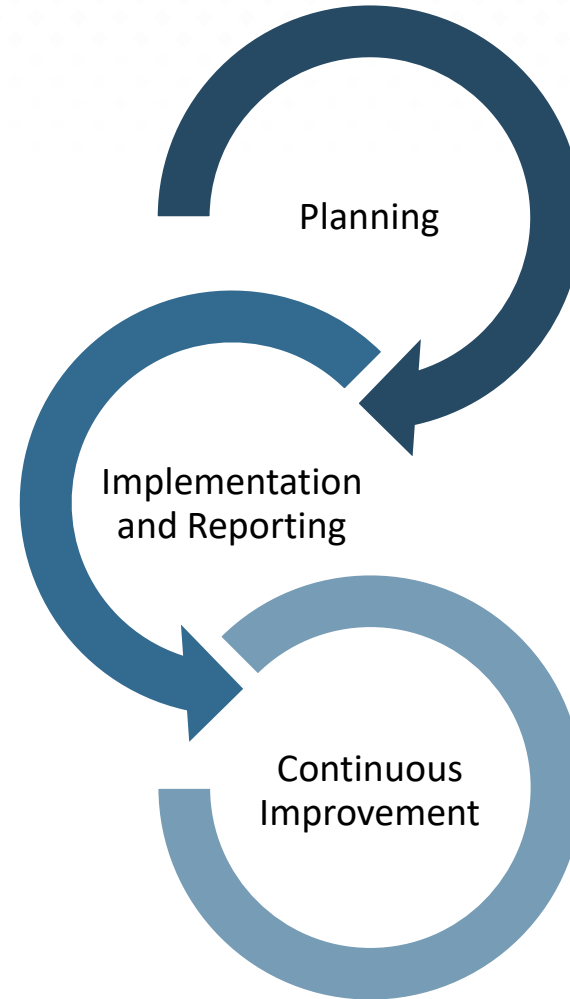 Planning
Implementation
and Reporting
Continuous
Improvement